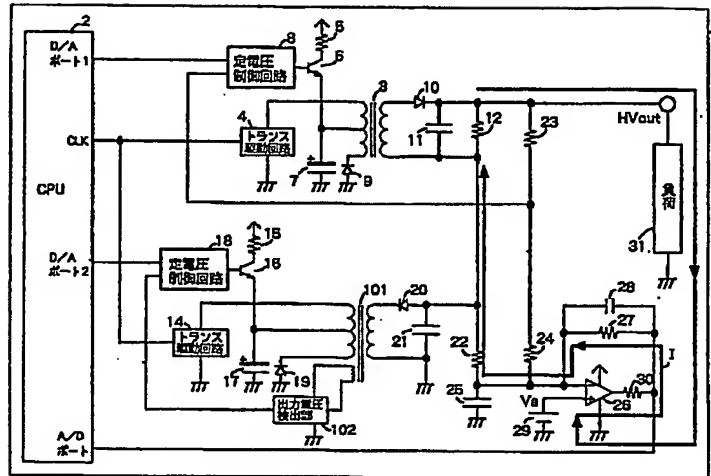 2
D/A
ポート1
8
定電圧
制御回路
5
6
3
10
12
23
HVout
CLK
4
トランス
駆動回路
11
7
9
負荷
31
CPU
D/A
ポート2
18
定電圧
制御回路
15
16
101
20
21
22
24
28
27
14
トランス
駆動回路
17
19
出力電圧
検出部
102
25
Va
29
26
30
I
A/D
ポート